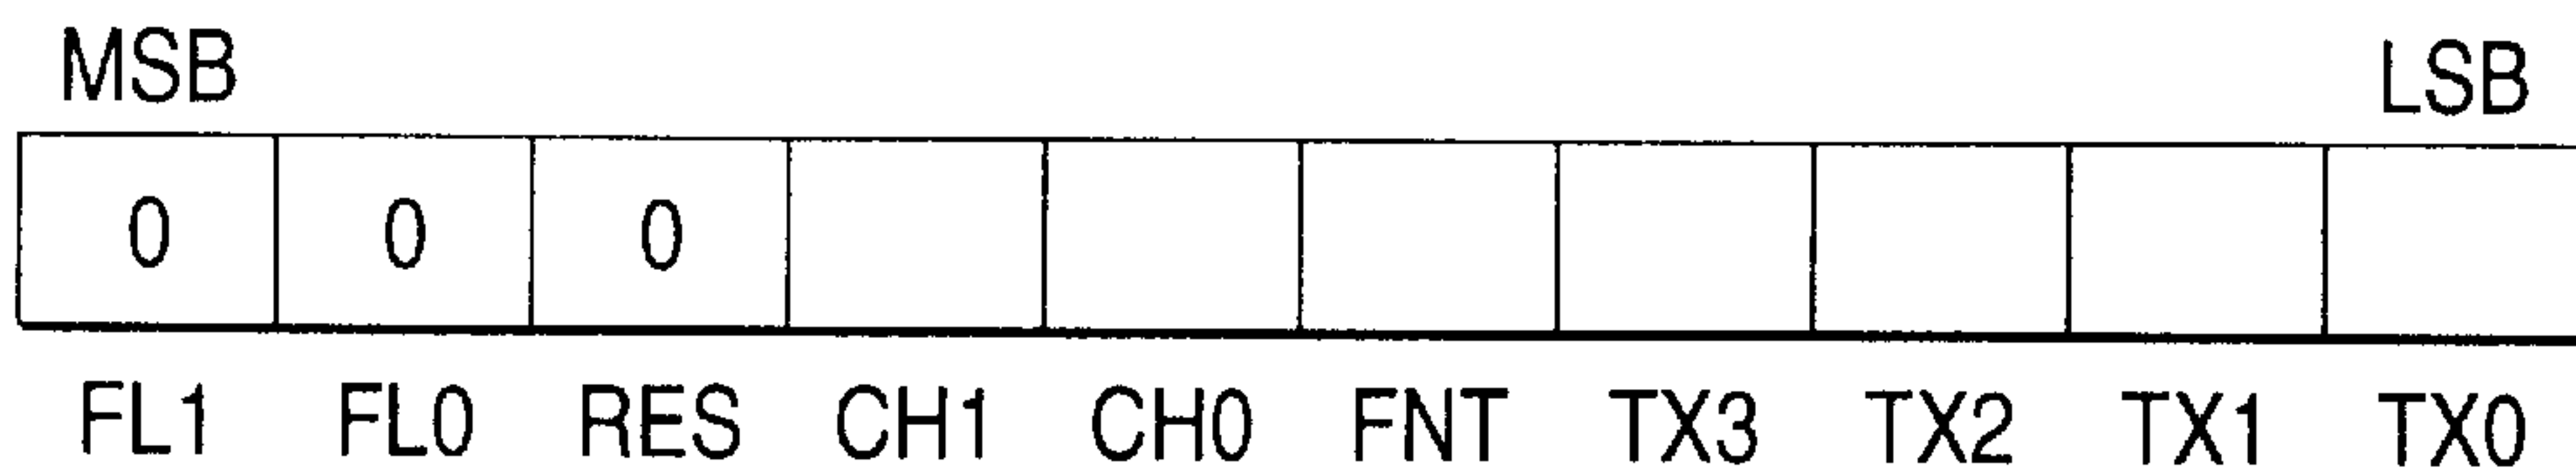 MSB LSB
0 0 0
FL1 FL0 RES CH1 CH0 FNT TX3 TX2 TX1 TX0